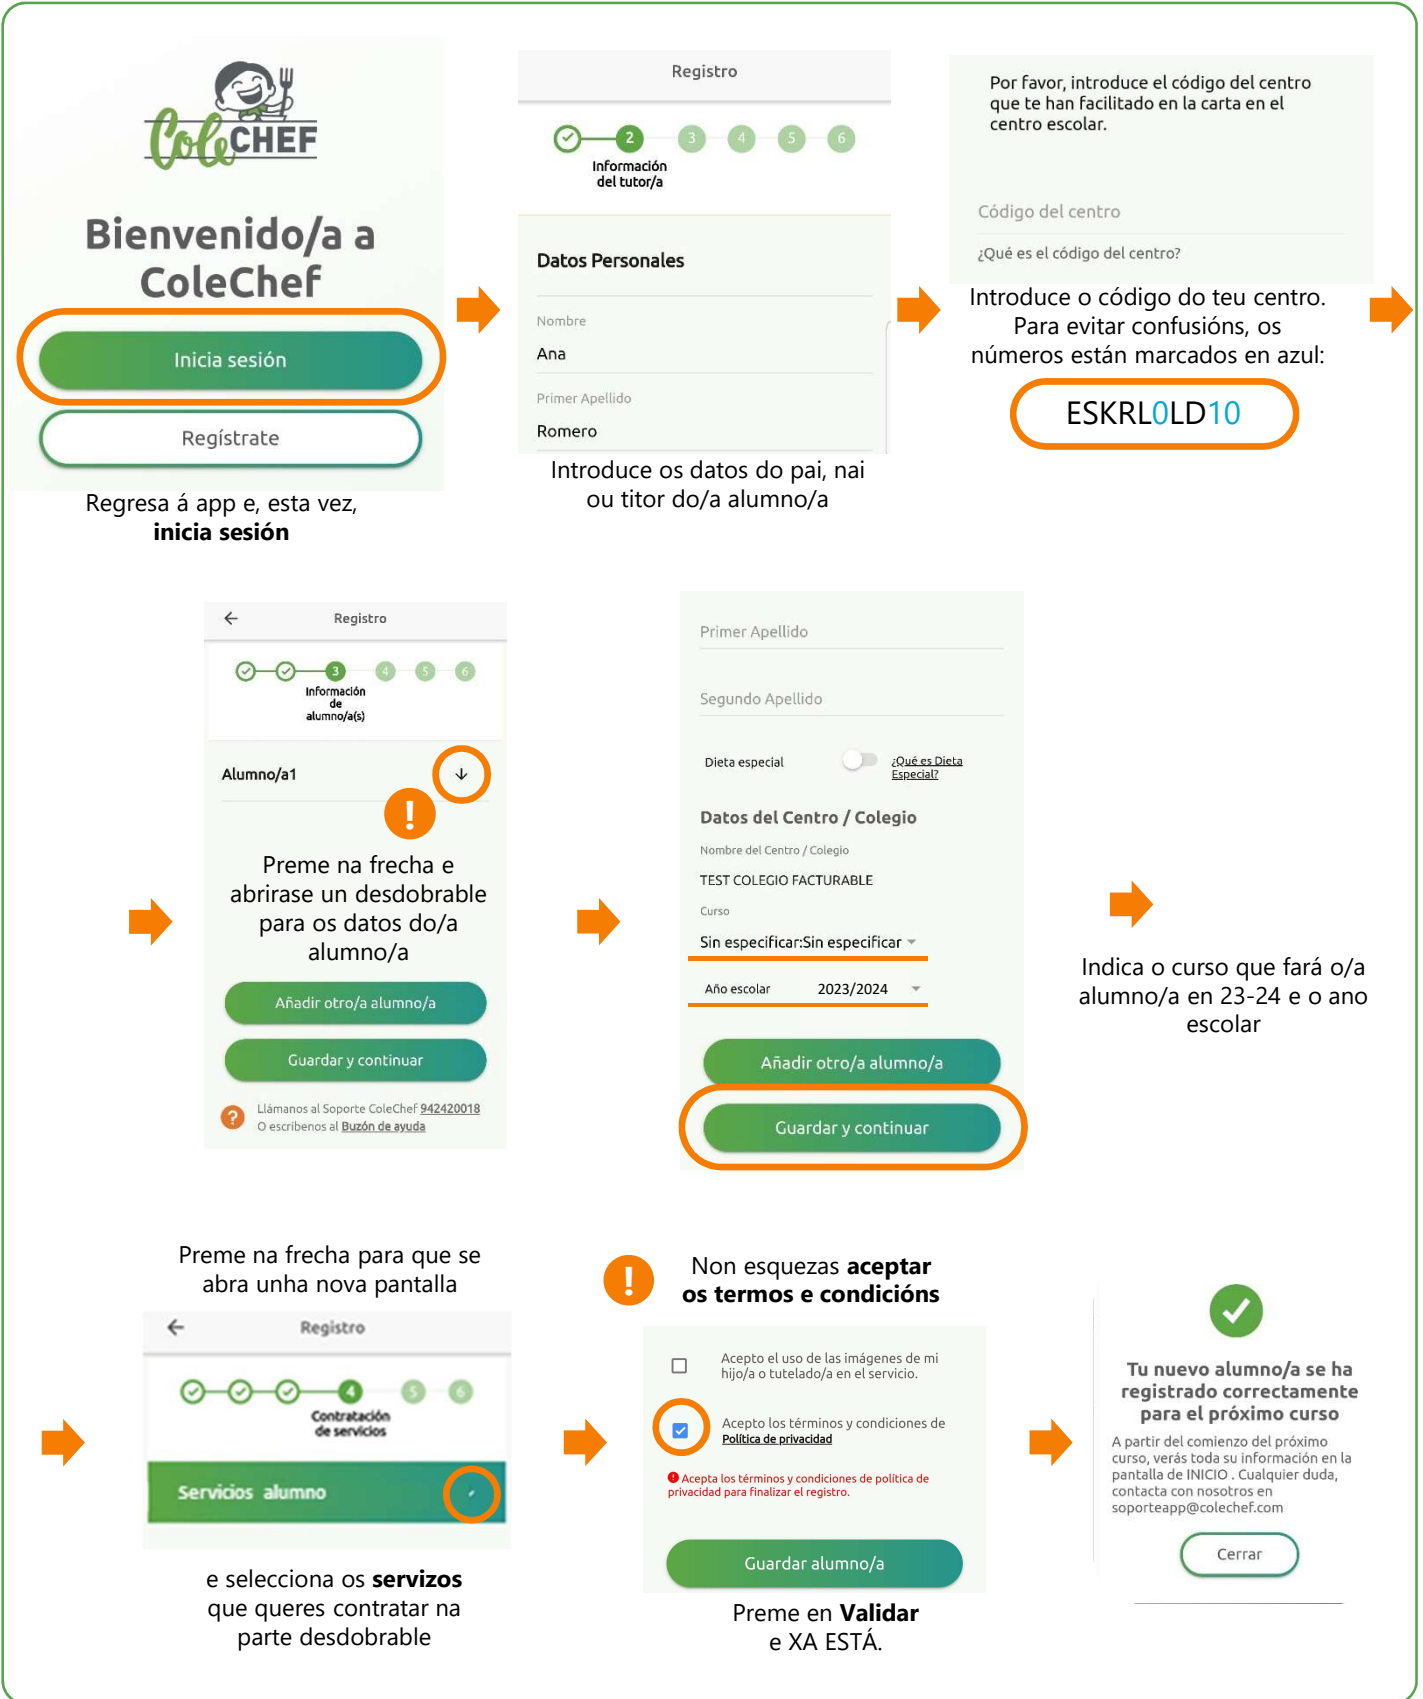 ColeCHEF
Bienvenido/a a
ColeChef
Inicia sesión
Regístrate
Regresa á app e, esta vez,
inicia sesión
Registro
2 3 4 5 6
Información
del tutor/a
Datos Personales
Nombre
Ana
Primer Apellido
Romero
Introduce os datos do pai, nai
ou titor do/a alumno/a
Por favor, introduce el código del centro
que te han facilitado en la carta en el
centro escolar.
Código del centro
¿Qué es el código del centro?
Introduce o código do teu centro.
Para evitar confusións, os
números están marcados en azul:
ESKRL0LD10
Registro
3 4 5 6
Información
de
alumno/a(s)
Alumno/a1
!
Preme na frecha e
abrirase un desdobrable
para os datos do/a
alumno/a
Añadir otro/a alumno/a
Guardar y continuar
? Llámanos al Soporte ColeChef 942420018
O escríbenos al Buzón de ayuda
Primer Apellido
Segundo Apellido
Dieta especial
¿Qué es Dieta
Especial?
Datos del Centro / Colegio
Nombre del Centro / Colegio
TEST COLEGIO FACTURABLE
Curso
Sin especificar:Sin especificar
Año escolar 2023/2024
Añadir otro/a alumno/a
Guardar y continuar
Indica o curso que fará o/a
alumno/a en 23-24 e o ano
escolar
Preme na frecha para que se
abra unha nova pantalla
Registro
4 5 6
Contratación
de servicios
Servicios alumno
e selecciona os servizos
que queres contratar na
parte desdobrable
!
Non esquezas aceptar
os termos e condicións
Acepto el uso de las imágenes de mi
hijo/a o tutelado/a en el servicio.
Acepto los términos y condiciones de
Política de privacidad
! Acepta los términos y condiciones de política de
privacidad para finalizar el registro.
Guardar alumno/a
Preme en Validar
e XA ESTÁ.
Tu nuevo alumno/a se ha
registrado correctamente
para el próximo curso
A partir del comienzo del próximo
curso, verás toda su información en la
pantalla de INICIO . Cualquier duda,
contacta con nosotros en
soporteapp@colechef.com
Cerrar